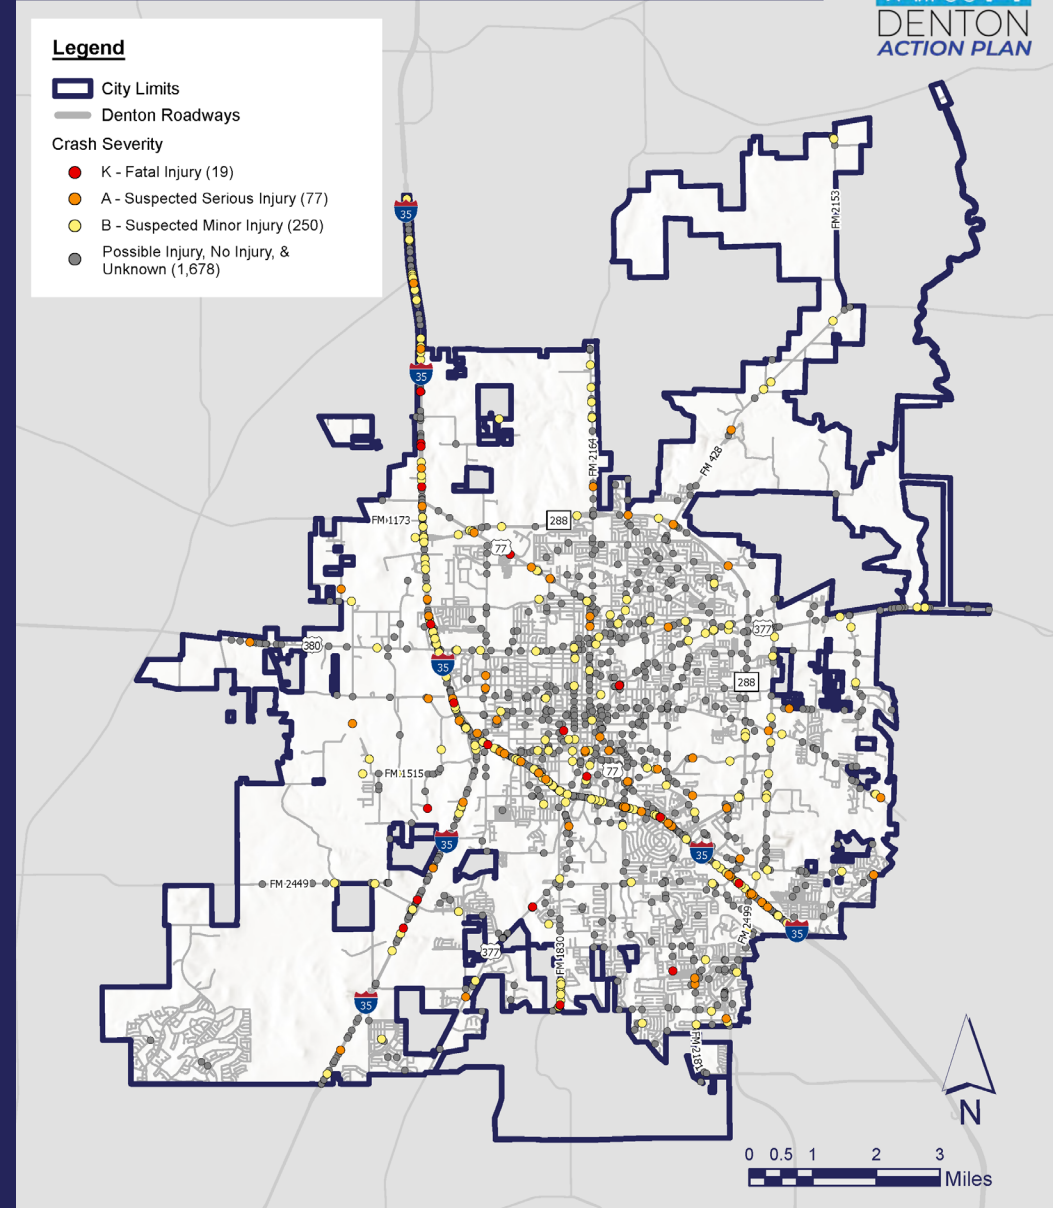 DENTON
ACTION PLAN
Legend
City Limits
Denton Roadways
Crash Severity
K - Fatal Injury (19)
A - Suspected Serious Injury (77)
B - Suspected Minor Injury (250)
Possible Injury, No Injury, &
Unknown (1,678)
35
FM 2153
35
FM 2164
FM 428
FM 1173
288
77
377
380
35
288
FM 1515
77
35
35
FM 2449
FM 2499
35
377
FM 1830
35
FM 2181
N
0 0.5 1 2 3
Miles